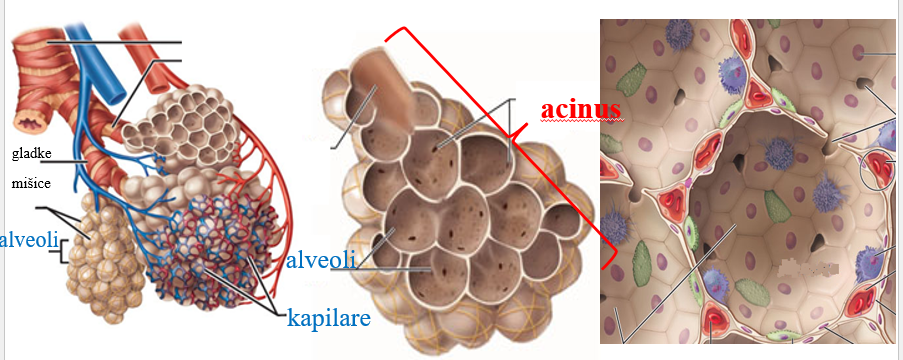 acinus
gladke
mišice
alveoli
alveoli
kapilare